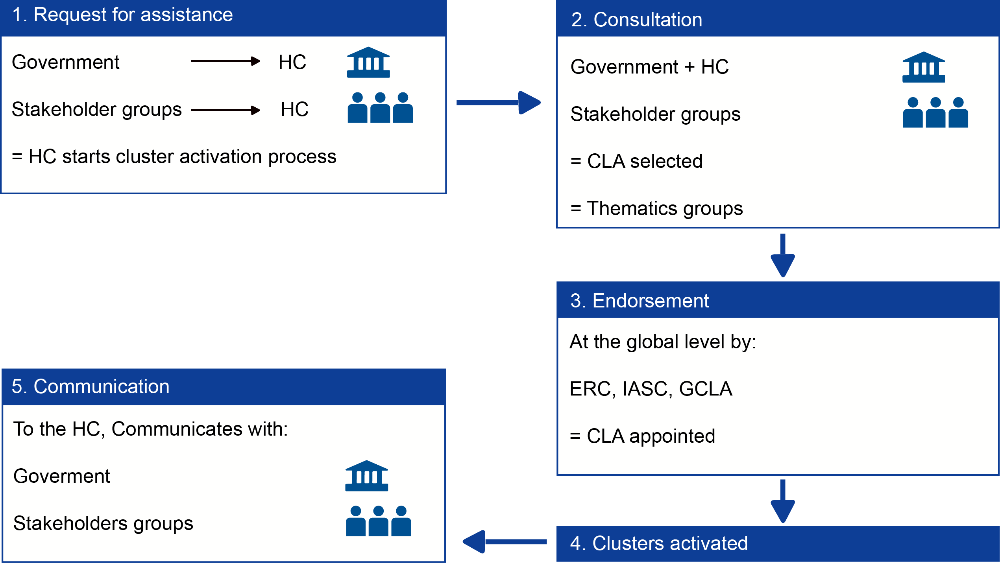 1. Request for assistance
Government HC
Stakeholder groups HC
= HC starts cluster activation process
2. Consultation
Government + HC
Stakeholder groups
= CLA selected
= Thematics groups
3. Endorsement
At the global level by:
ERC, IASC, GCLA
= CLA appointed
4. Clusters activated
5. Communication
To the HC, Communicates with:
Goverment
Stakeholders groups